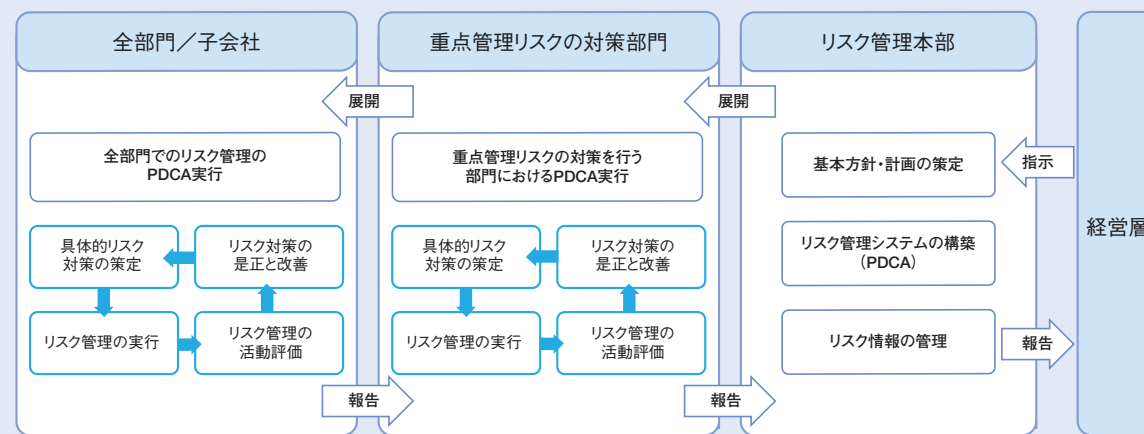 全部門／子会社
重点管理リスクの対策部門
リスク管理本部
展開
展開
全部門でのリスク管理の
PDCA実行
重点管理リスクの対策を行う
部門におけるPDCA実行
基本方針・計画の策定
指示
経営層
具体的リスク
対策の策定
リスク対策の
是正と改善
具体的リスク
対策の策定
リスク対策の
是正と改善
リスク管理システムの構築
（PDCA）
リスク管理の実行
リスク管理の
活動評価
リスク管理の実行
リスク管理の
活動評価
リスク情報の管理
報告
報告
報告